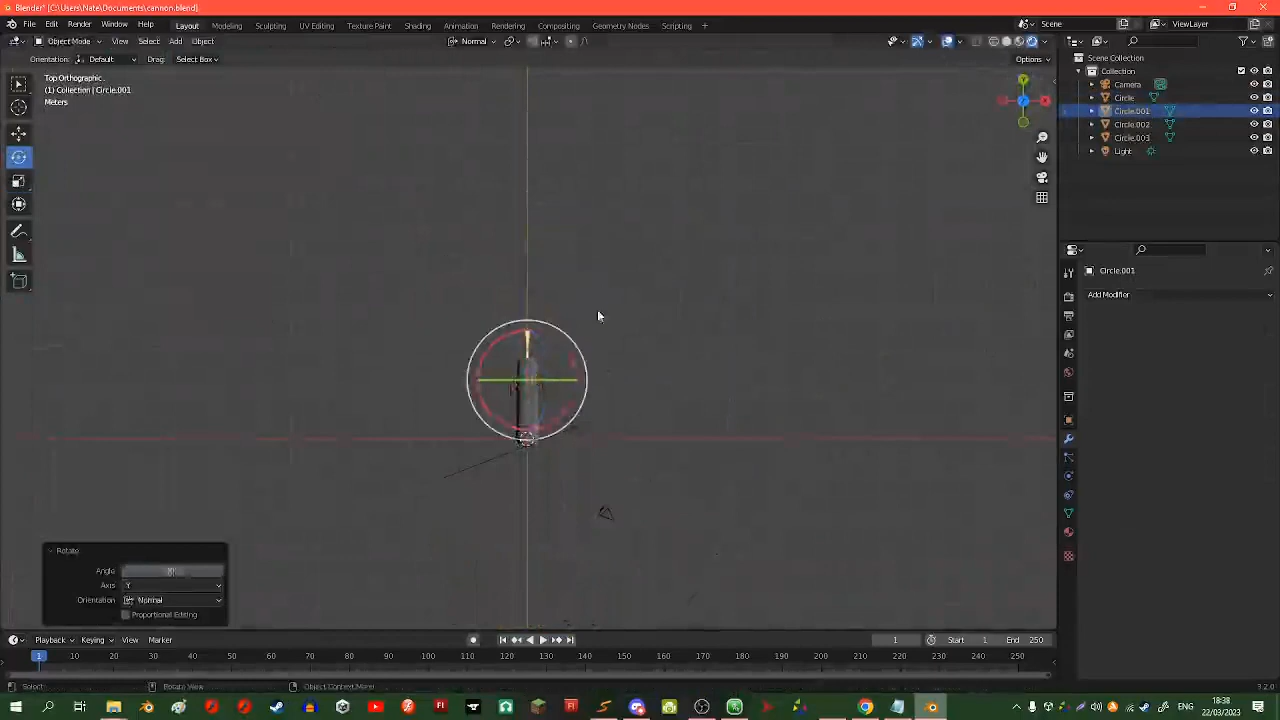 Blender* [C:\Users\Nate\Documents\cannon.blend]
File Edit Render Window Help Layout Modeling Sculpting UV Editing Texture Paint Shading Animation Rendering Compositing Geometry Nodes Scripting + Scene ViewLayer
Object Mode View Select Add Object Normal
Orientation: Default Drag: Select Box Options
Top Orthographic
(1) Collection | Circle.001
Meters
Scene Collection
Collection
Camera
Circle
Circle.001
Circle.002
Circle.003
Light
Circle.001
Add Modifier
Rotate
Angle
Axis Y
Orientation Normal
Proportional Editing
Playback Keying View Marker 1 Start 1 End 250
1 10 20 30 40 50 60 70 80 90 100 110 120 130 140 150 160 170 180 190 200 210 220 230 240 250
Select Rotate View Object Context Menu 3.2.0
18:38
23/03/2023